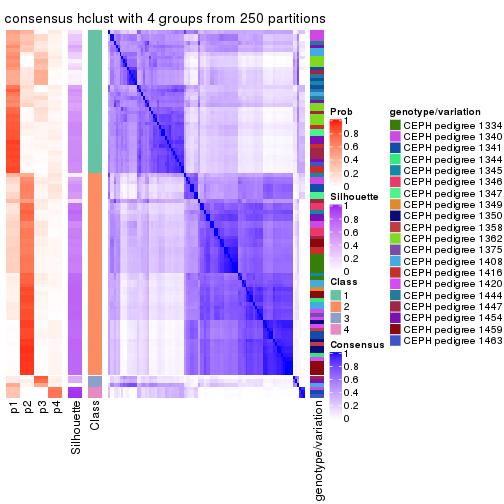 consensus hclust with 4 groups from 250 partitions
Prob
1
0.8
0.6
0.4
0.2
0
Silhouette
1
0.8
0.6
0.4
0.2
0
Class
1
2
3
4
Consensus
1
0.8
0.6
0.4
0.2
0
genotype/variation
CEPH pedigree 1334
CEPH pedigree 1340
CEPH pedigree 1341
CEPH pedigree 1344
CEPH pedigree 1345
CEPH pedigree 1346
CEPH pedigree 1347
CEPH pedigree 1349
CEPH pedigree 1350
CEPH pedigree 1358
CEPH pedigree 1362
CEPH pedigree 1375
CEPH pedigree 1408
CEPH pedigree 1416
CEPH pedigree 1420
CEPH pedigree 1444
CEPH pedigree 1447
CEPH pedigree 1454
CEPH pedigree 1459
CEPH pedigree 1463
p1
p2
p3
p4
Silhouette
Class
genotype/variation